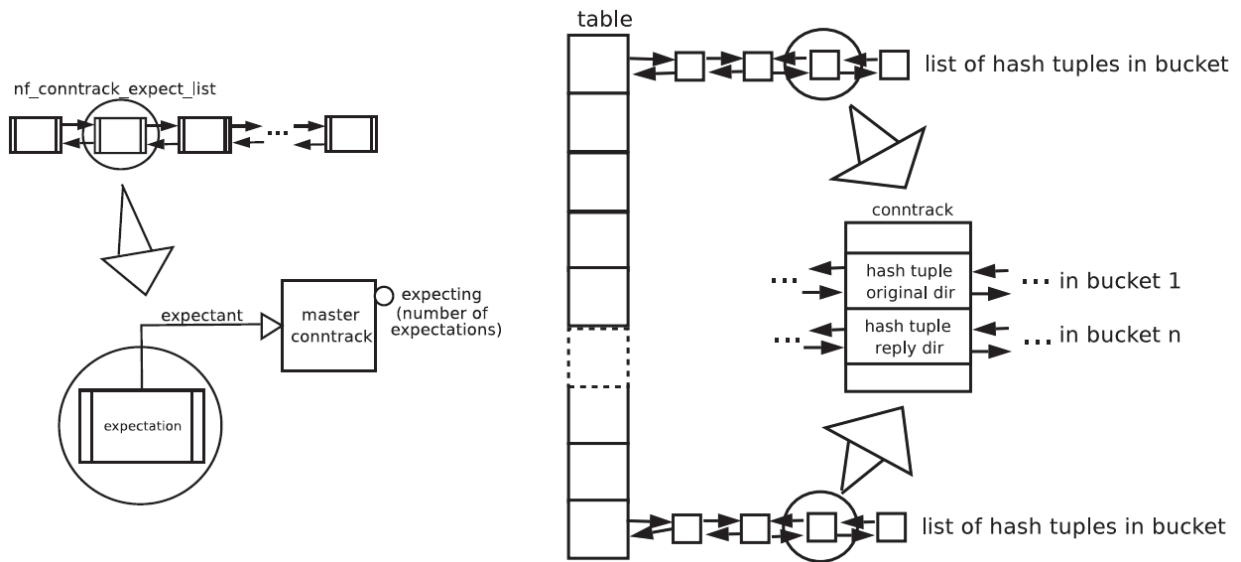 nf_conntrack_expect_list
...
expectant
master
conntrack
expecting
(number of
expectations)
expectation
table
list of hash tuples in bucket
conntrack
...
hash tuple
original dir
... in bucket 1
...
hash tuple
reply dir
... in bucket n
list of hash tuples in bucket